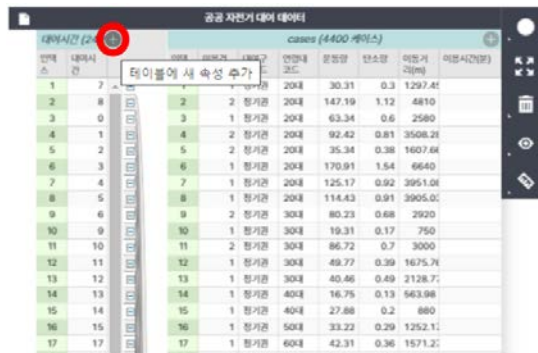 공공 자전거 대여 데이터
대여시간 (24 cases (4400 케이스)
인덱스 대여시간 인덱 연령대코드 운동량 탄소량 이동거리(m) 이동시간(분)
테이블에 새 속성 추가
1 7 1 20대 30.31 0.3 1297.45
2 8 2 2 정기권 20대 147.19 1.12 4810
3 0 3 1 정기권 20대 63.34 0.6 2580
4 1 4 2 정기권 20대 92.42 0.81 3508.28
5 2 5 2 정기권 20대 35.34 0.38 1607.66
6 3 6 1 정기권 20대 170.91 1.54 6640
7 4 7 1 정기권 20대 125.17 0.92 3951.08
8 5 8 1 정기권 20대 114.43 0.91 3905.02
9 6 9 2 정기권 30대 80.23 0.68 2920
10 9 10 1 정기권 30대 19.31 0.17 750
11 10 11 2 정기권 30대 86.72 0.7 3000
12 11 12 1 정기권 30대 49.77 0.39 1675.76
13 12 13 1 정기권 30대 40.46 0.49 2128.77
14 13 14 1 정기권 40대 16.75 0.13 563.98
15 14 15 1 정기권 40대 27.88 0.2 880
16 15 16 1 정기권 50대 33.22 0.29 1252.17
17 17 17 1 정기권 60대 42.31 0.36 1571.27